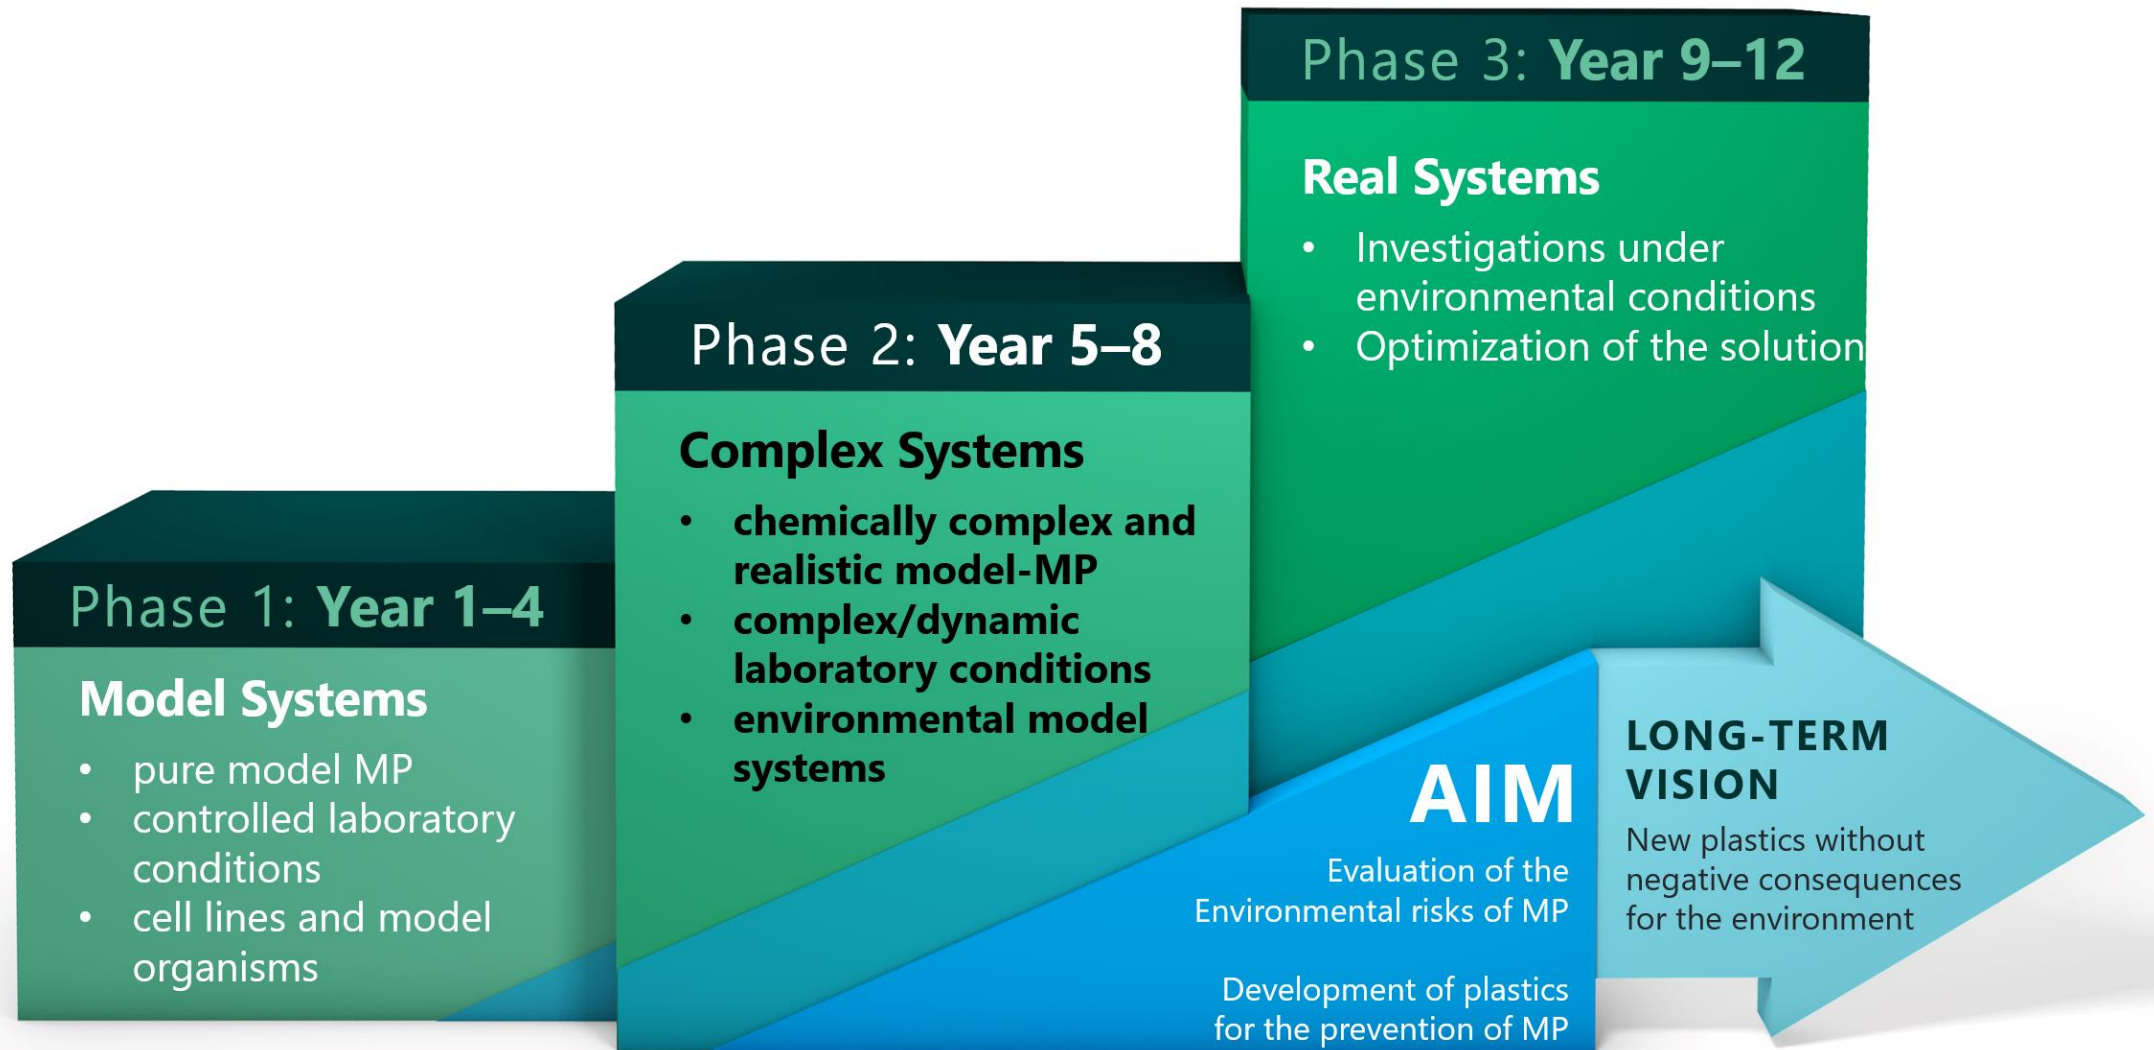 Phase 1: Year 1–4
Model Systems
• pure model MP
• controlled laboratory
conditions
• cell lines and model
organisms
Phase 2: Year 5–8
Complex Systems
• chemically complex and
realistic model-MP
• complex/dynamic
laboratory conditions
• environmental model
systems
Phase 3: Year 9–12
Real Systems
• Investigations under
environmental conditions
• Optimization of the solution
AIM
Evaluation of the
Environmental risks of MP
Development of plastics
for the prevention of MP
LONG-TERM
VISION
New plastics without
negative consequences
for the environment